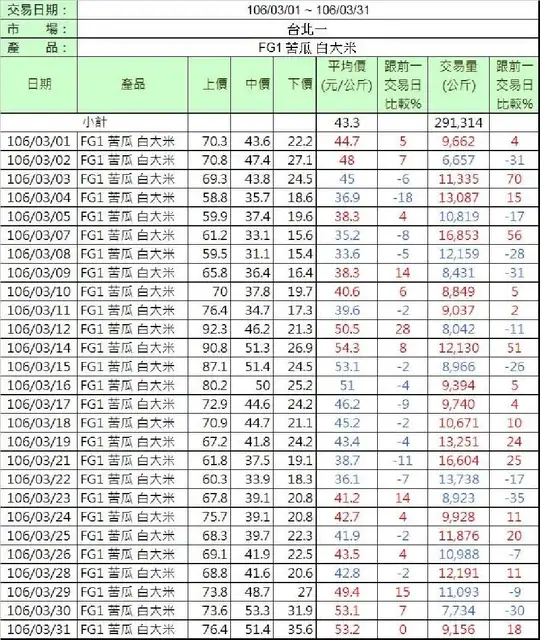 交易日期： 106/03/01 ~ 106/03/31
市 場： 台北一
產 品： FG1 苦瓜 白大米
日期 產品 上價 中價 下價 平均價(元/公斤) 跟前一交易日比較% 交易量(公斤) 跟前一交易日比較%
小計 43.3 291,314
106/03/01 FG1 苦瓜 白大米 70.3 43.6 22.2 44.7 5 9,662 4
106/03/02 FG1 苦瓜 白大米 70.8 47.4 27.1 48 7 6,657 -31
106/03/03 FG1 苦瓜 白大米 69.3 43.8 24.5 45 -6 11,335 70
106/03/04 FG1 苦瓜 白大米 58.8 35.7 18.6 36.9 -18 13,087 15
106/03/05 FG1 苦瓜 白大米 59.9 37.4 19.6 38.3 4 10,819 -17
106/03/07 FG1 苦瓜 白大米 61.2 33.1 15.6 35.2 -8 16,853 56
106/03/08 FG1 苦瓜 白大米 59.5 31.1 15.4 33.6 -5 12,159 -28
106/03/09 FG1 苦瓜 白大米 65.8 36.4 16.4 38.3 14 8,431 -31
106/03/10 FG1 苦瓜 白大米 70 37.8 19.7 40.6 6 8,849 5
106/03/11 FG1 苦瓜 白大米 76.4 34.7 17.3 39.6 -2 9,037 2
106/03/12 FG1 苦瓜 白大米 92.3 46.2 21.3 50.5 28 8,042 -11
106/03/14 FG1 苦瓜 白大米 90.8 51.3 26.9 54.3 8 12,130 51
106/03/15 FG1 苦瓜 白大米 87.1 51.4 24.5 53.1 -2 8,966 -26
106/03/16 FG1 苦瓜 白大米 80.2 50 25.2 51 -4 9,394 5
106/03/17 FG1 苦瓜 白大米 72.9 44.6 24.2 46.2 -9 9,740 4
106/03/18 FG1 苦瓜 白大米 70.9 44.7 21.1 45.2 -2 10,671 10
106/03/19 FG1 苦瓜 白大米 67.2 41.8 24.2 43.4 -4 13,251 24
106/03/21 FG1 苦瓜 白大米 61.8 37.5 19.1 38.7 -11 16,604 25
106/03/22 FG1 苦瓜 白大米 60.3 33.9 18.3 36.1 -7 13,738 -17
106/03/23 FG1 苦瓜 白大米 67.8 39.1 20.8 41.2 14 8,923 -35
106/03/24 FG1 苦瓜 白大米 75.7 39.1 20.8 42.7 4 9,928 11
106/03/25 FG1 苦瓜 白大米 68.3 39.7 22.3 41.9 -2 11,876 20
106/03/26 FG1 苦瓜 白大米 69.1 41.9 22.5 43.5 4 10,988 -7
106/03/28 FG1 苦瓜 白大米 68.8 41.6 20.6 42.8 -2 12,191 11
106/03/29 FG1 苦瓜 白大米 73.8 48.7 27 49.4 15 11,093 -9
106/03/30 FG1 苦瓜 白大米 73.6 53.3 31.9 53.1 7 7,734 -30
106/03/31 FG1 苦瓜 白大米 76.4 51.4 35.6 53.2 0 9,156 18